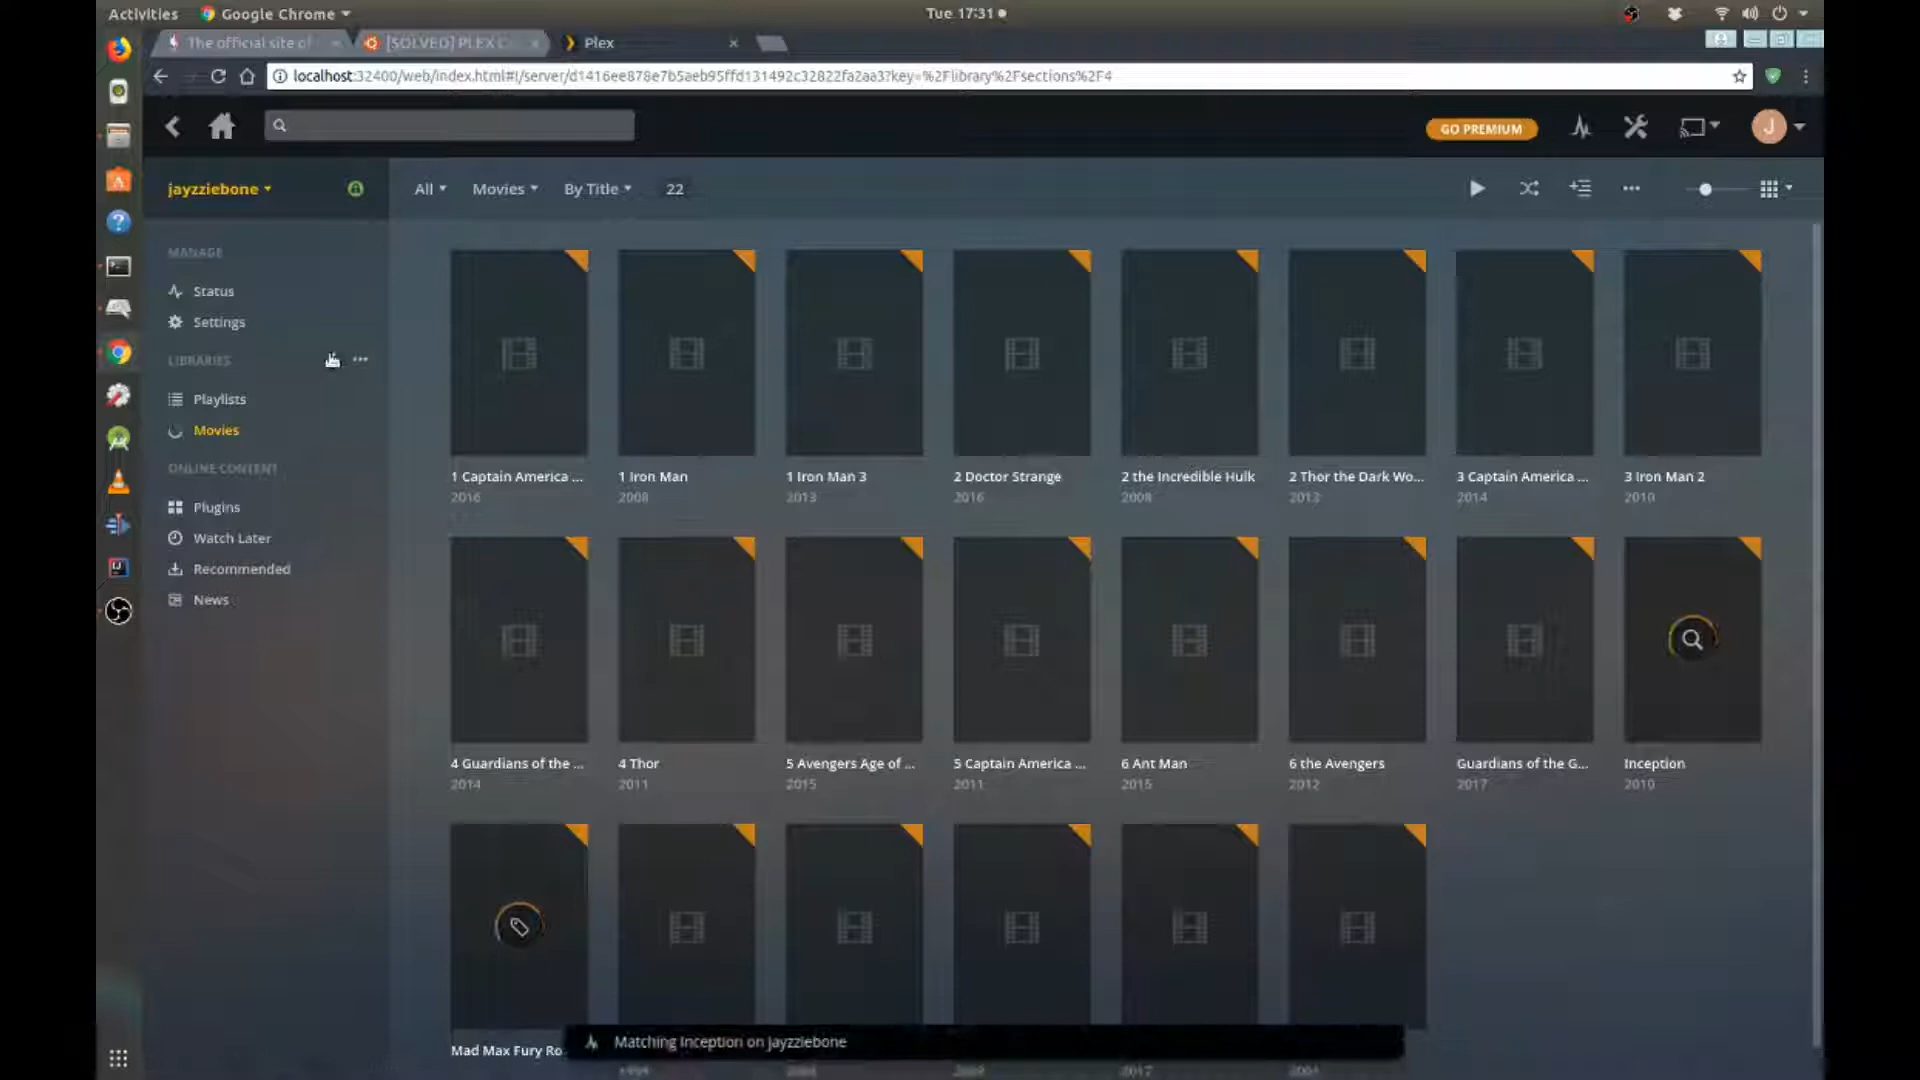 Activities Google Chrome Tue 17:31
The official site of [SOLVED] PLEX C Plex
localhost:32400/web/index.html#!/server/d1416ee878e7b5aeb95ffd131492c32822fa2aa3?key=%2Flibrary%2Fsections%2F4
GO PREMIUM J
jayzziebone All Movies By Title 22
MANAGE
Status
Settings
LIBRARIES
Playlists
Movies
ONLINE CONTENT
Plugins
Watch Later
Recommended
News
1 Captain America ... 1 Iron Man 1 Iron Man 3 2 Doctor Strange 2 the Incredible Hulk 2 Thor the Dark Wo... 3 Captain America ... 3 Iron Man 2
2016 2008 2013 2016 2008 2013 2014 2010
4 Guardians of the ... 4 Thor 5 Avengers Age of ... 5 Captain America ... 6 Ant Man 6 the Avengers Guardians of the G... Inception
2014 2011 2015 2011 2015 2012 2017 2010
Mad Max Fury Ro
Matching Inception on jayzziebone